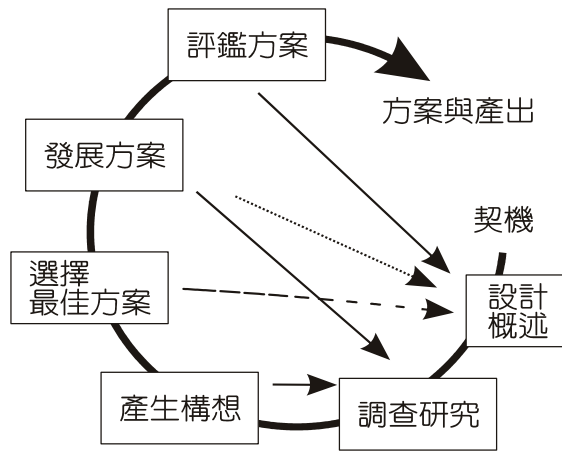 評鑑方案
方案與產出
發展方案
契機
選擇
最佳方案
設計
概述
產生構想
調查研究